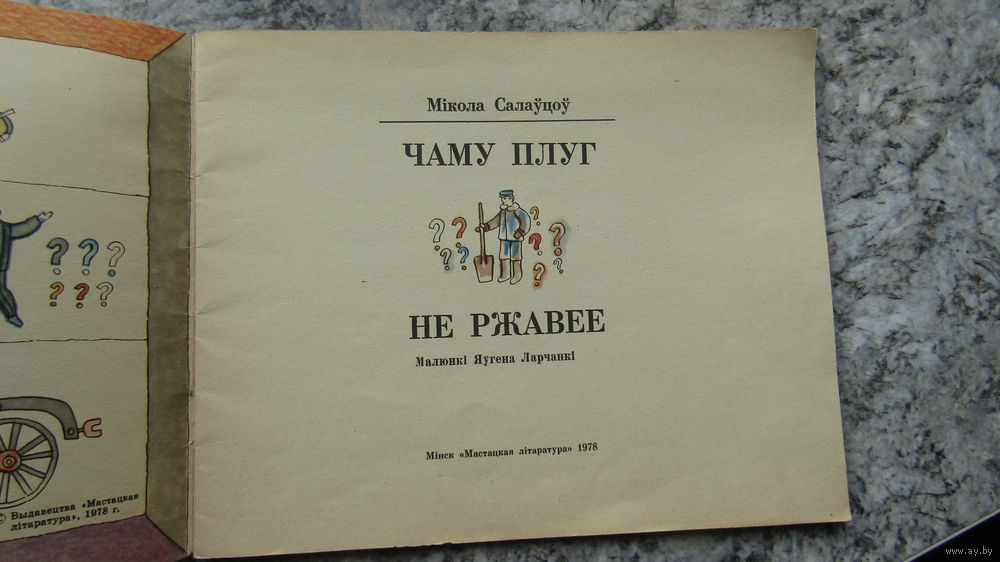 Мікола Салаўцоў
ЧАМУ ПЛУГ
НЕ РЖАВЕЕ
Малюнкі Яўгена Ларчанкі
Мінск «Мастацкая літаратура» 1978
© Выдавецтва «Мастацкая
літаратура», 1978 г.
www.ay.by